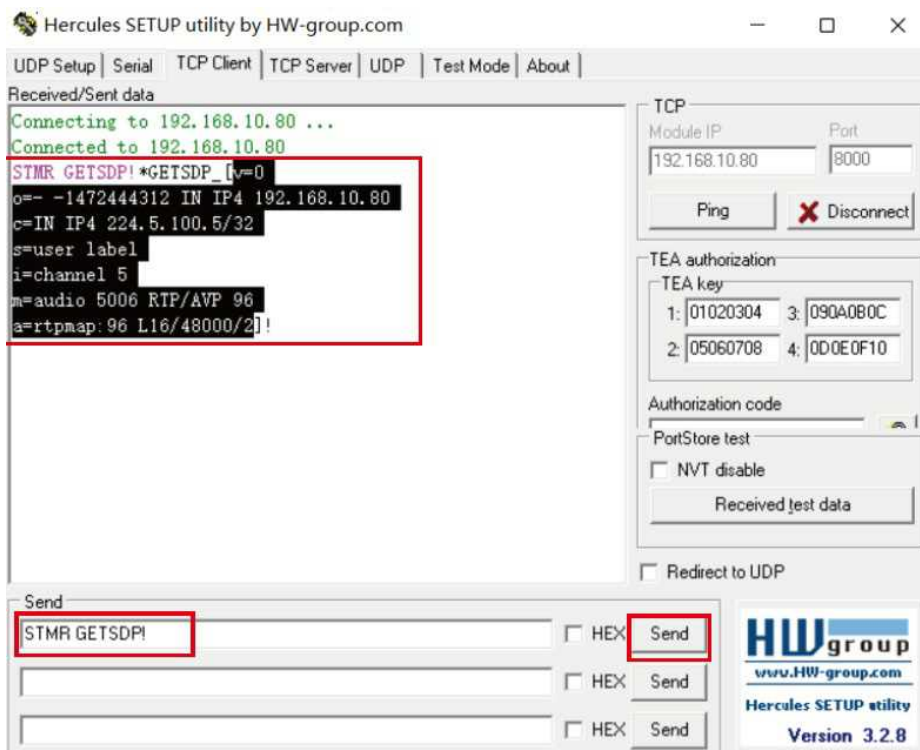 Hercules SETUP utility by HW-group.com
UDP Setup Serial TCP Client TCP Server UDP Test Mode About
Received/Sent data
Connecting to 192.168.10.80 ...
Connected to 192.168.10.80
STMR GETSDP!*GETSDP_[v=0
o=- -1472444312 IN IP4 192.168.10.80
c=IN IP4 224.5.100.5/32
s=user label
i=channel 5
m=audio 5006 RTP/AVP 96
a=rtpmap:96 L16/48000/2]!
TCP
Module IP Port
192.168.10.80 8000
Ping Disconnect
TEA authorization
TEA key
1: 01020304 3: 090A0B0C
2: 05060708 4: 0D0E0F10
Authorization code
PortStore test
NVT disable
Received test data
Redirect to UDP
Send
STMR GETSDP! HEX Send
HEX Send
HEX Send
HWgroup
www.HW-group.com
Hercules SETUP utility
Version 3.2.8